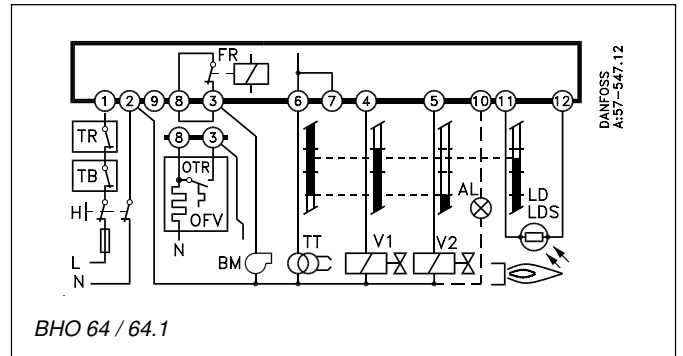 FR
1 2 9 8 3 6 7 4 5 10 11 12
DANFOSS
A:57-547.12
TR
8 3
TB
OTR
OFV
H
AL
LD
LDS
L
N
N
BM
TT
V1
V2
BHO 64 / 64.1